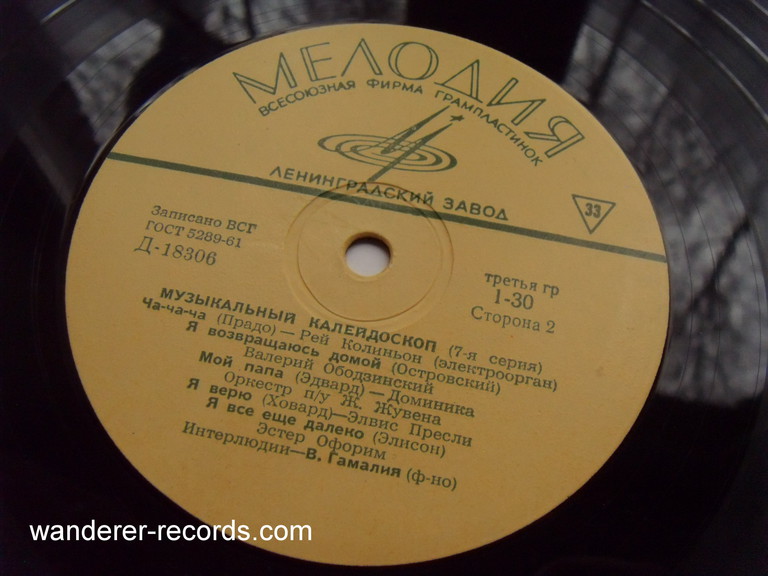 МЕЛОДИЯ
ВСЕСОЮЗНАЯ ФИРМА ГРАМПЛАСТИНОК
ЛЕНИНГРАДСКИЙ ЗАВОД
33
Записано ВСГ
ГОСТ 5289-61
Д-18306
третья гр
1-30
Сторона 2
МУЗЫКАЛЬНЫЙ КАЛЕЙДОСКОП (7-я серия)
Ча-ча-ча (Прадо) — Рей Колиньон (электроорган)
Я возвращаюсь домой (Островский)
Валерий Ободзинский
Мой папа (Эдвард) — Доминика
Оркестр п/у Ж. Жувена
Я верю (Ховард)—Элвис Пресли
Я все еще далеко (Элисон)
Эстер Офорим
Интерлюдии—В. Гамалия (ф-но)
wanderer-records.com